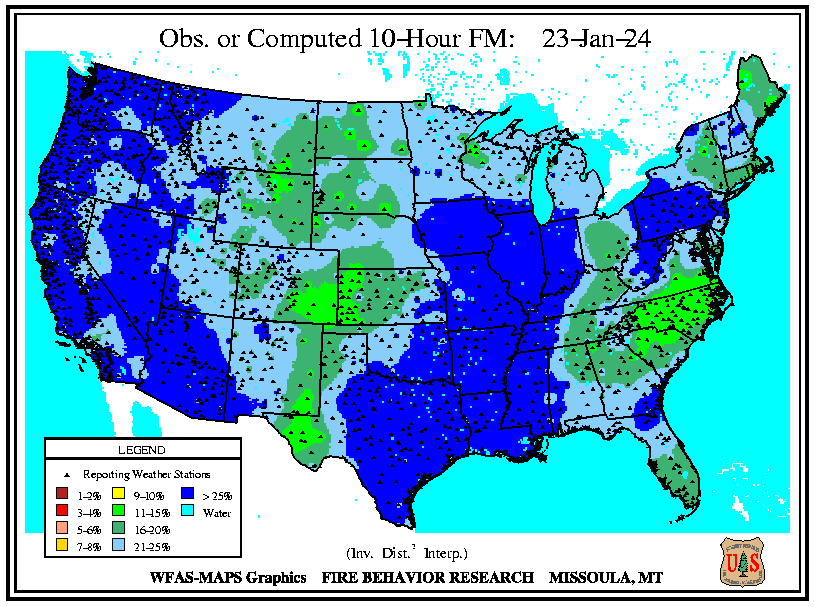 Obs. or Computed 10-Hour FM: 23-Jan-24
LEGEND
Reporting Weather Stations
1-2% 9-10% > 25%
3-4% 11-15% Water
5-6% 16-20%
7-8% 21-25%
(Inv. Dist.² Interp.)
WFAS-MAPS Graphics FIRE BEHAVIOR RESEARCH MISSOULA, MT
U S